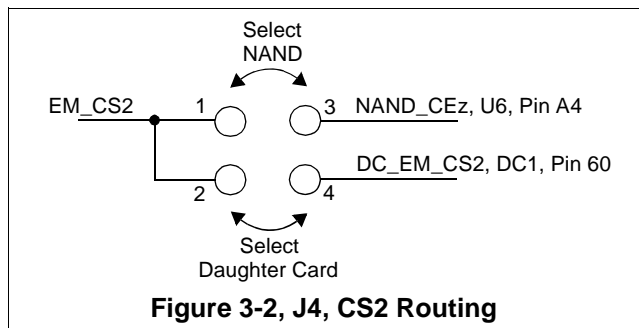 Select
NAND
EM_CS2
1
3
NAND_CEz, U6, Pin A4
DC_EM_CS2, DC1, Pin 60
2
4
Select
Daughter Card
Figure 3-2, J4, CS2 Routing